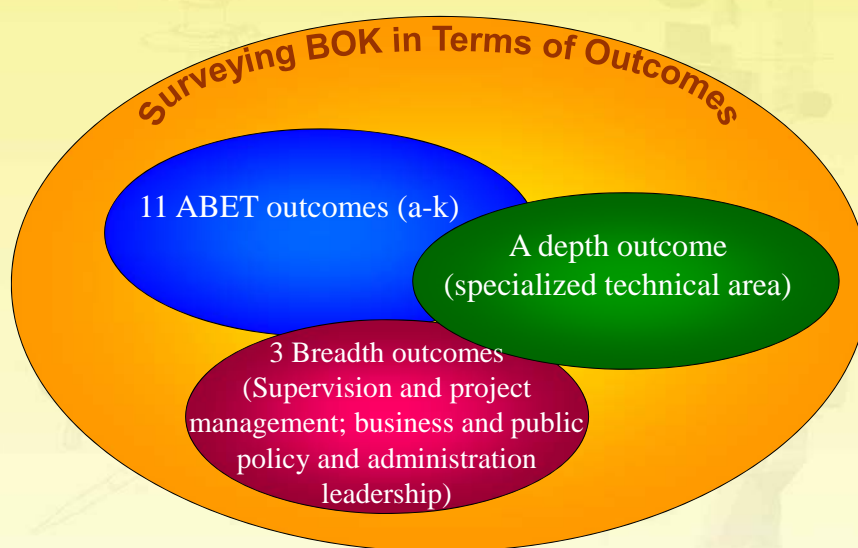 Surveying BOK in Terms of Outcomes
11 ABET outcomes (a-k)
A depth outcome
(specialized technical area)
3 Breadth outcomes
(Supervision and project
management; business and public
policy and administration
leadership)